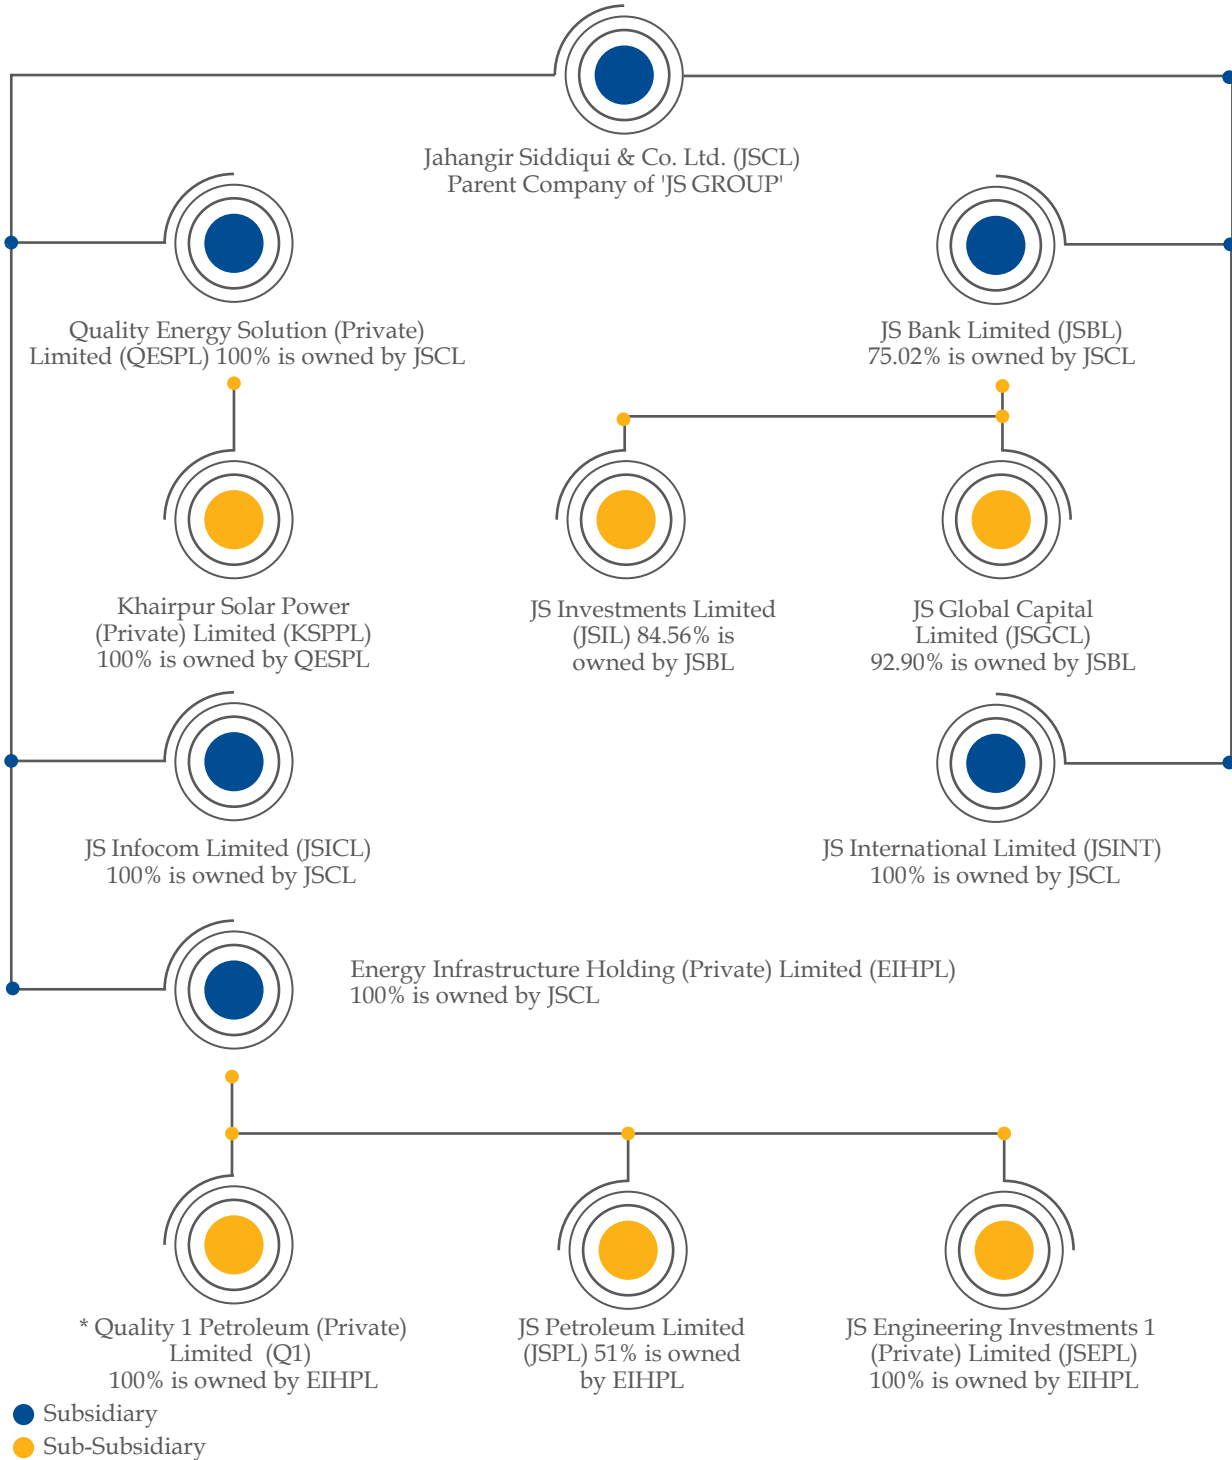 Jahangir Siddiqui & Co. Ltd. (JSCL)
Parent Company of 'JS GROUP'
Quality Energy Solution (Private)
Limited (QESPL) 100% is owned by JSCL
JS Bank Limited (JSBL)
75.02% is owned by JSCL
Khairpur Solar Power
(Private) Limited (KSPPL)
100% is owned by QESPL
JS Investments Limited
(JSIL) 84.56% is
owned by JSBL
JS Global Capital
Limited (JSGCL)
92.90% is owned by JSBL
JS Infocom Limited (JSICL)
100% is owned by JSCL
JS International Limited (JSINT)
100% is owned by JSCL
Energy Infrastructure Holding (Private) Limited (EIHPL)
100% is owned by JSCL
* Quality 1 Petroleum (Private)
Limited (Q1)
100% is owned by EIHPL
JS Petroleum Limited
(JSPL) 51% is owned
by EIHPL
JS Engineering Investments 1
(Private) Limited (JSEPL)
100% is owned by EIHPL
Subsidiary
Sub-Subsidiary